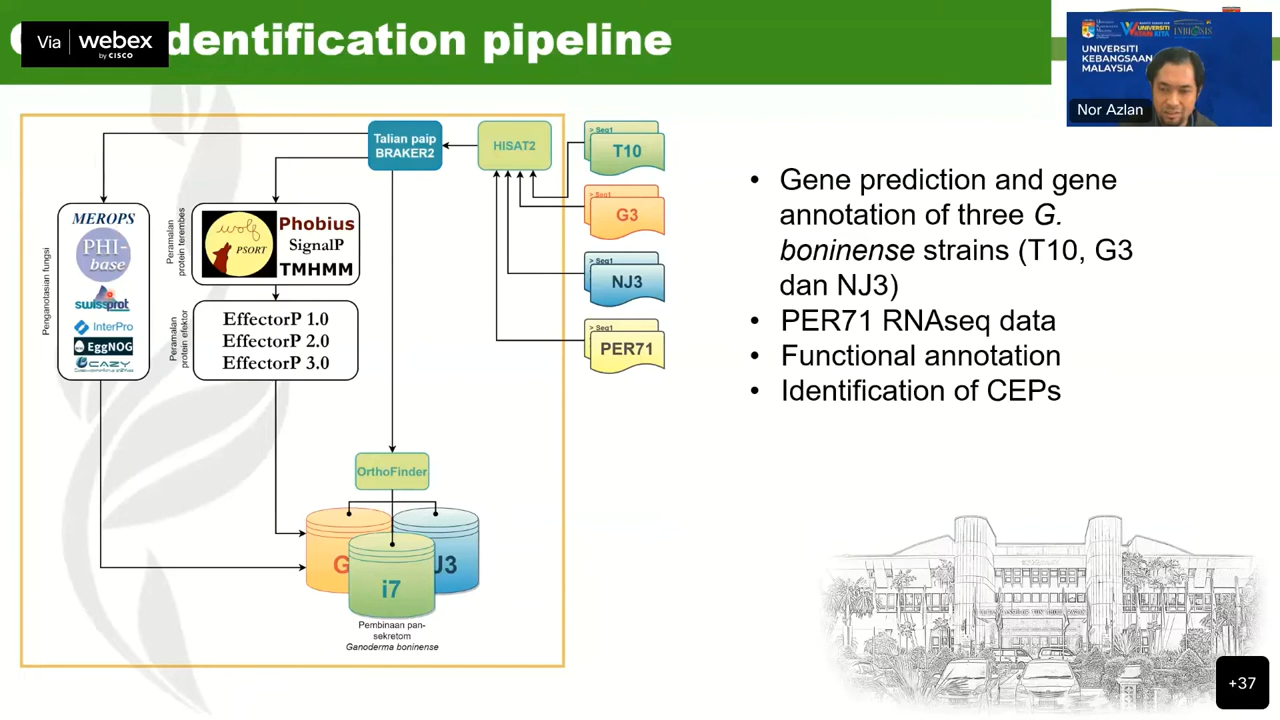 Via webex
by CISCO
dentification pipeline
UNIVERSITI
KEBANGSAAN
MALAYSIA
Nor Azlan
Talian paip
BRAKER2
HISAT2
> Seq1
T10
> Seq1
G3
> Seq1
NJ3
> Seq1
PER71
Penganotasian fungsi
MEROPS
PHI-
base
swissprot
InterPro
EggNOG
CAZY
Peramalan
protein terembes
wolf
PSORT
Phobius
SignalP
TMHMM
Peramalan
protein efektor
EffectorP 1.0
EffectorP 2.0
EffectorP 3.0
OrthoFinder
G
J3
i7
Pembinaan pan-
sekretom
Ganoderma boninense
• Gene prediction and gene
annotation of three G.
boninense strains (T10, G3
dan NJ3)
• PER71 RNAseq data
• Functional annotation
• Identification of CEPs
+37